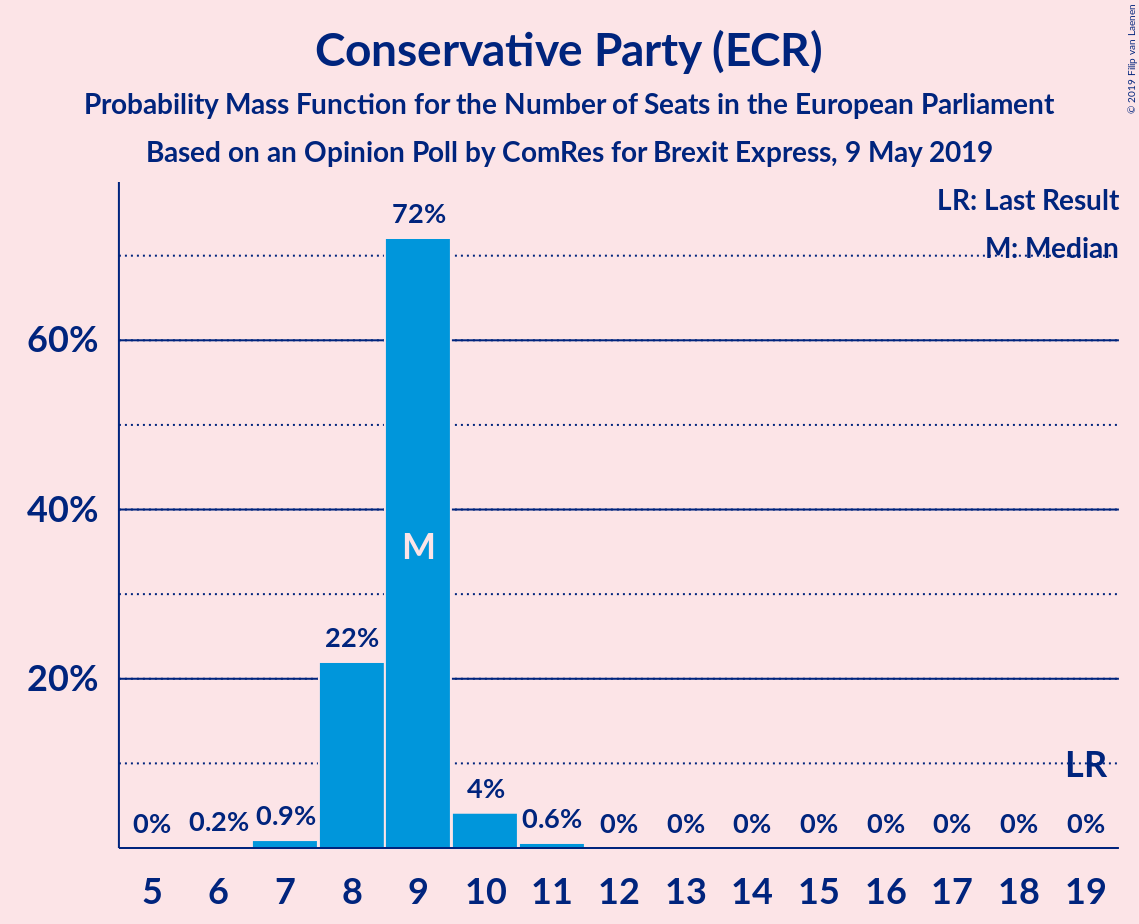 Conservative Party (ECR)
Probability Mass Function for the Number of Seats in the European Parliament
Based on an Opinion Poll by ComRes for Brexit Express, 9 May 2019
© 2019 Filip van Laenen
LR: Last Result
M: Median
72%
60%
40%
M
22%
20%
LR
0% 0.2% 0.9% 4% 0.6% 0% 0% 0% 0% 0% 0% 0% 0%
5 6 7 8 9 10 11 12 13 14 15 16 17 18 19